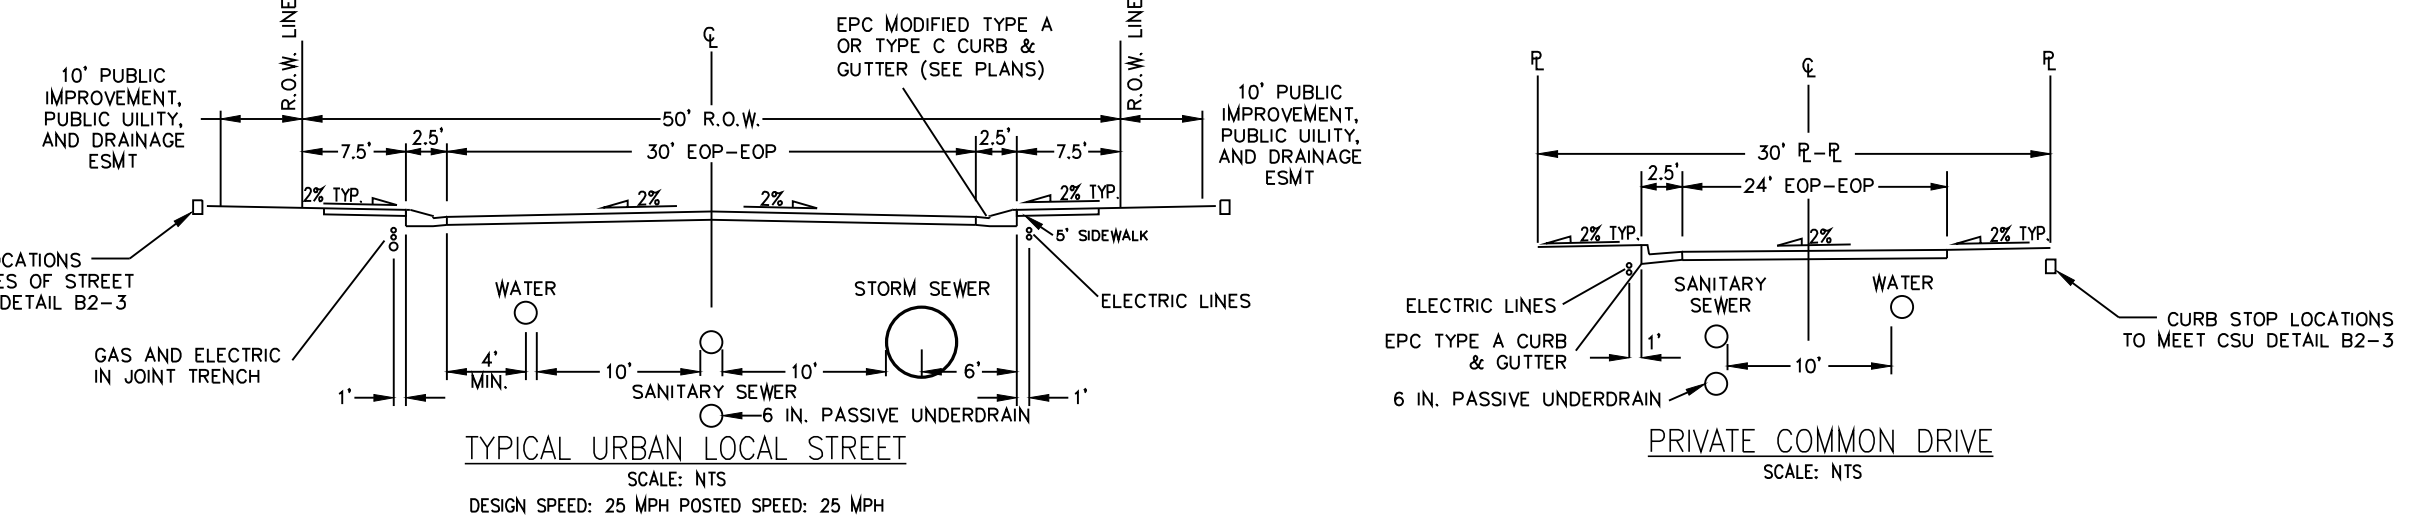 R.O.W. LINE
10' PUBLIC
IMPROVEMENT,
PUBLIC UILITY,
AND DRAINAGE
ESMT
℄
EPC MODIFIED TYPE A
OR TYPE C CURB &
GUTTER (SEE PLANS)
R.O.W. LINE
10' PUBLIC
IMPROVEMENT,
PUBLIC UILITY,
AND DRAINAGE
ESMT
50' R.O.W.
7.5'
2.5'
30' EOP-EOP
2.5'
7.5'
2% TYP.
2%
2%
2% TYP.
5' SIDEWALK
CATIONS
ES OF STREET
DETAIL B2-3
WATER
STORM SEWER
ELECTRIC LINES
GAS AND ELECTRIC
IN JOINT TRENCH
4'
MIN.
10'
10'
6'
SANITARY SEWER
1'
1'
6 IN. PASSIVE UNDERDRAIN
TYPICAL URBAN LOCAL STREET
SCALE: NTS
DESIGN SPEED: 25 MPH POSTED SPEED: 25 MPH
PL
℄
PL
30' PL-PL
2.5'
24' EOP-EOP
2% TYP.
2%
2% TYP.
SANITARY
SEWER
WATER
ELECTRIC LINES
EPC TYPE A CURB
& GUTTER
1'
10'
CURB STOP LOCATIONS
TO MEET CSU DETAIL B2-3
6 IN. PASSIVE UNDERDRAIN
PRIVATE COMMON DRIVE
SCALE: NTS